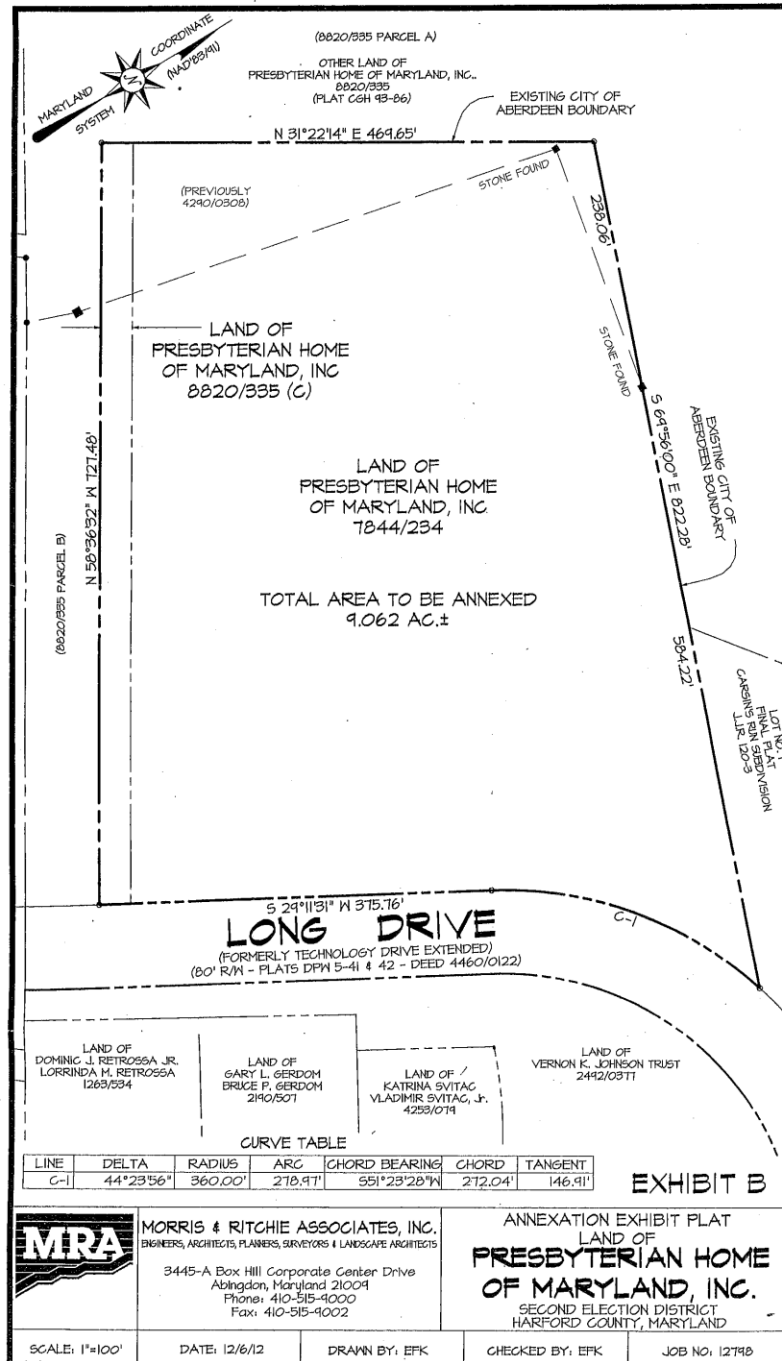 (8820/335 PARCEL A)
OTHER LAND OF
PRESBYTERIAN HOME OF MARYLAND, INC..
8820/335
(PLAT CGH 93-86)
MARYLAND COORDINATE
SYSTEM (NAD'83/91)
N
EXISTING CITY OF
ABERDEEN BOUNDARY
N 31°22'14" E 469.65'
(PREVIOUSLY
4290/0308)
STONE FOUND
238.06'
STONE FOUND
LAND OF
PRESBYTERIAN HOME
OF MARYLAND, INC
8820/335 (C)
N 58°36'32" W 727.48'
(8820/335 PARCEL B)
LAND OF
PRESBYTERIAN HOME
OF MARYLAND, INC.
7844/234
TOTAL AREA TO BE ANNEXED
9.062 AC.±
S 69°56'00" E 822.28'
EXISTING CITY OF
ABERDEEN BOUNDARY
584.22'
LOT NO. 1
FINAL PLAT
CARSIN'S RUN SUBDIVISION
J.J.R. 120-3
S 29°11'31" W 375.76'
C-1
LONG DRIVE
(FORMERLY TECHNOLOGY DRIVE EXTENDED)
(80' R/W - PLATS DPW 5-41 & 42 - DEED 4460/0122)
LAND OF
DOMINIC J. RETROSSA JR.
LORRINDA M. RETROSSA
1263/534
LAND OF
GARY L. GERDOM
BRUCE P. GERDOM
2190/507
LAND OF
KATRINA SVITAC
VLADIMIR SVITAC, Jr.
4253/079
LAND OF
VERNON K. JOHNSON TRUST
2492/0377
CURVE TABLE
LINE DELTA RADIUS ARC CHORD BEARING CHORD TANGENT
C-1 44°23'56" 360.00' 278.97' S51°23'28"W 272.04' 146.91'
EXHIBIT B
MRA
MORRIS & RITCHIE ASSOCIATES, INC.
ENGINEERS, ARCHITECTS, PLANNERS, SURVEYORS & LANDSCAPE ARCHITECTS
3445-A Box Hill Corporate Center Drive
Abingdon, Maryland 21009
Phone: 410-515-9000
Fax: 410-515-9002
ANNEXATION EXHIBIT PLAT
LAND OF
PRESBYTERIAN HOME
OF MARYLAND, INC.
SECOND ELECTION DISTRICT
HARFORD COUNTY, MARYLAND
SCALE: 1"=100' DATE: 12/6/12 DRAWN BY: EFK CHECKED BY: EFK JOB NO: 12798